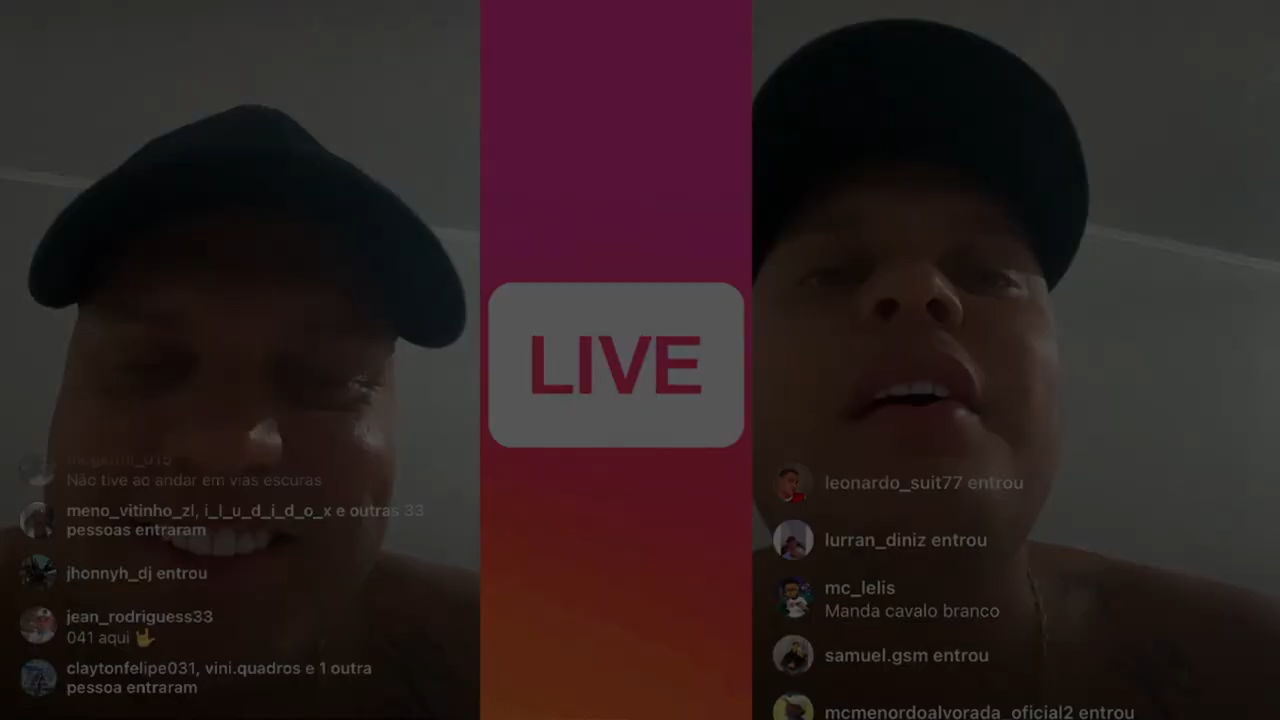 Não tive ao andar em vias escuras
meno_vitinho_zl, i_l_u_d_i_d_o_x e outras 33
pessoas entraram
jhonnyh_dj entrou
jean_rodriguess33
041 aqui 🤟
claytonfelipe031, vini.quadros e 1 outra
pessoa entraram
LIVE
leonardo_suit77 entrou
lurran_diniz entrou
mc_lelis
Manda cavalo branco
samuel.gsm entrou
mcmenordoalvorada_oficial2 entrou